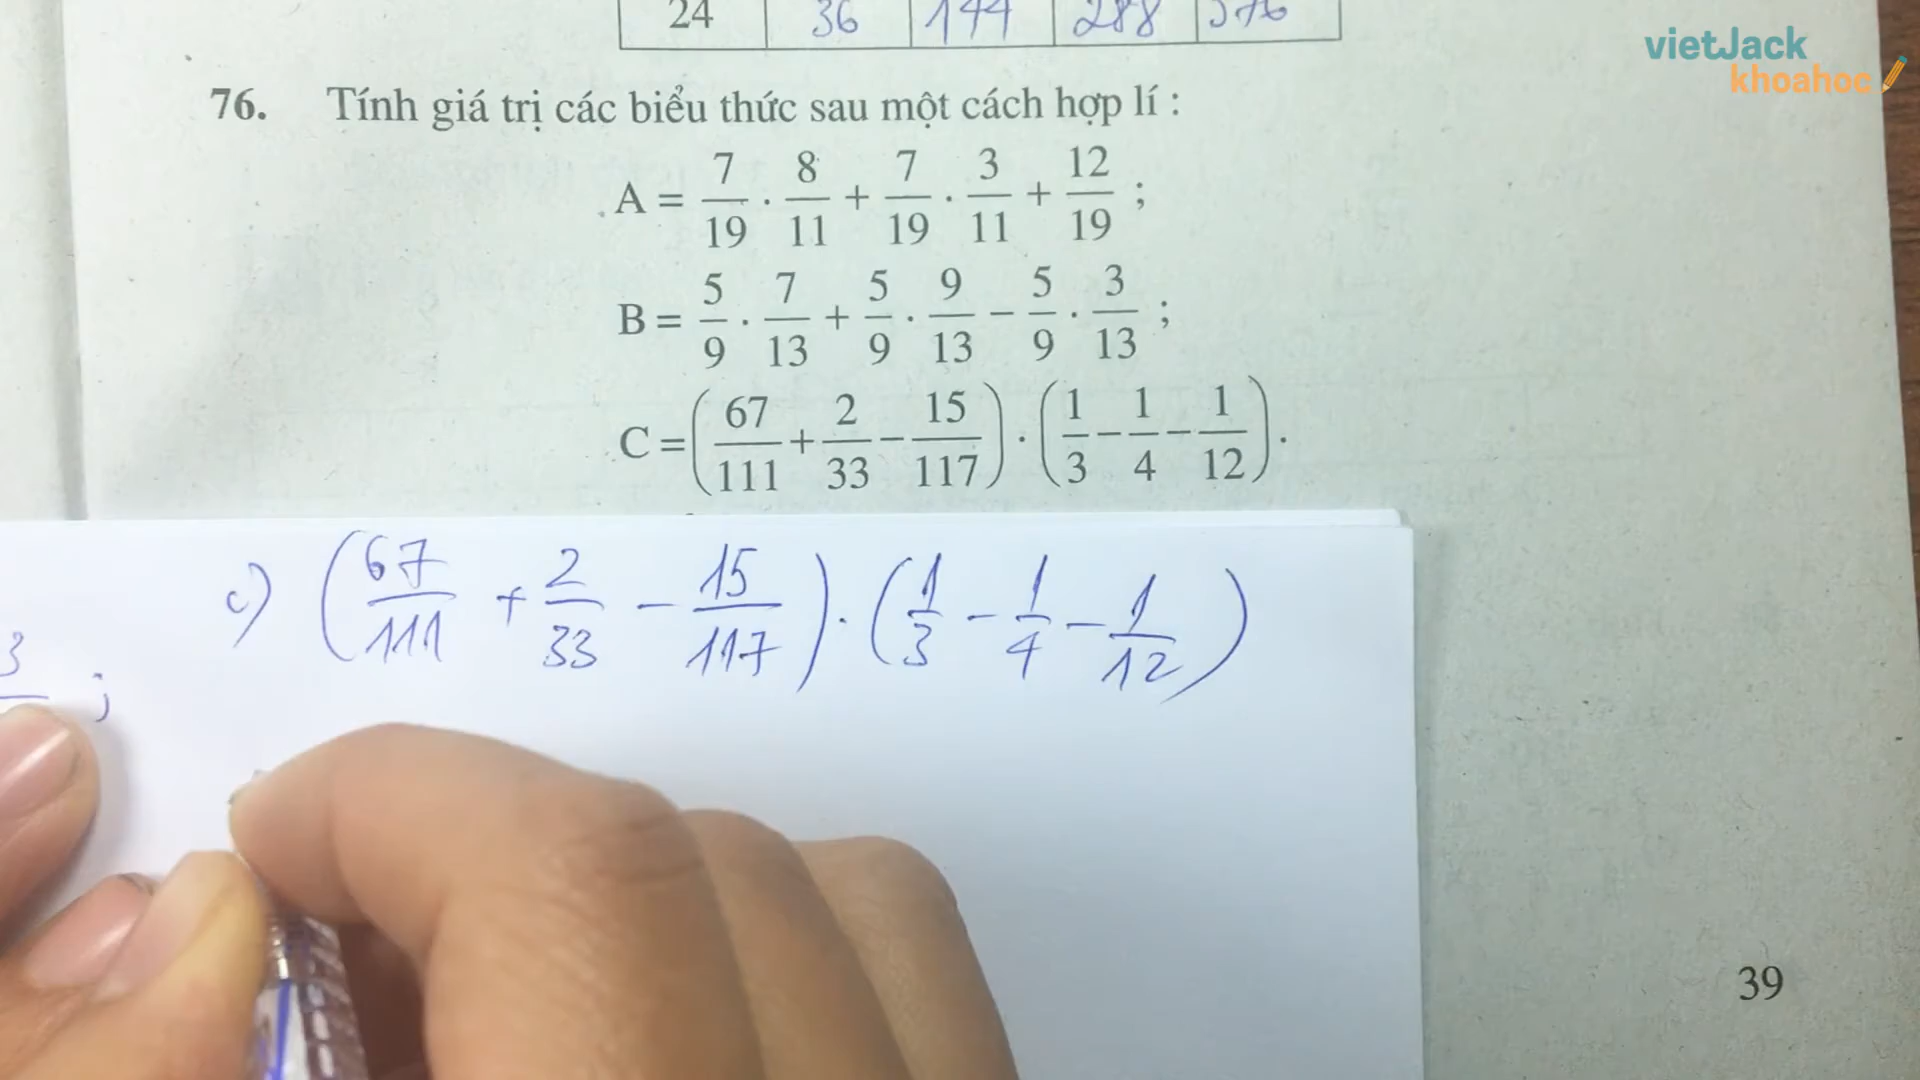 24 36 144 288 576
vietJack
khoahoc
76. Tính giá trị các biểu thức sau một cách hợp lí :
A = 7/19 . 8/11 + 7/19 . 3/11 + 12/19 ;
B = 5/9 . 7/13 + 5/9 . 9/13 − 5/9 . 3/13 ;
C = (67/111 + 2/33 − 15/117) . (1/3 − 1/4 − 1/12) .
c) (67/111 + 2/33 − 15/117) . (1/3 − 1/4 − 1/12)
3 ;
39